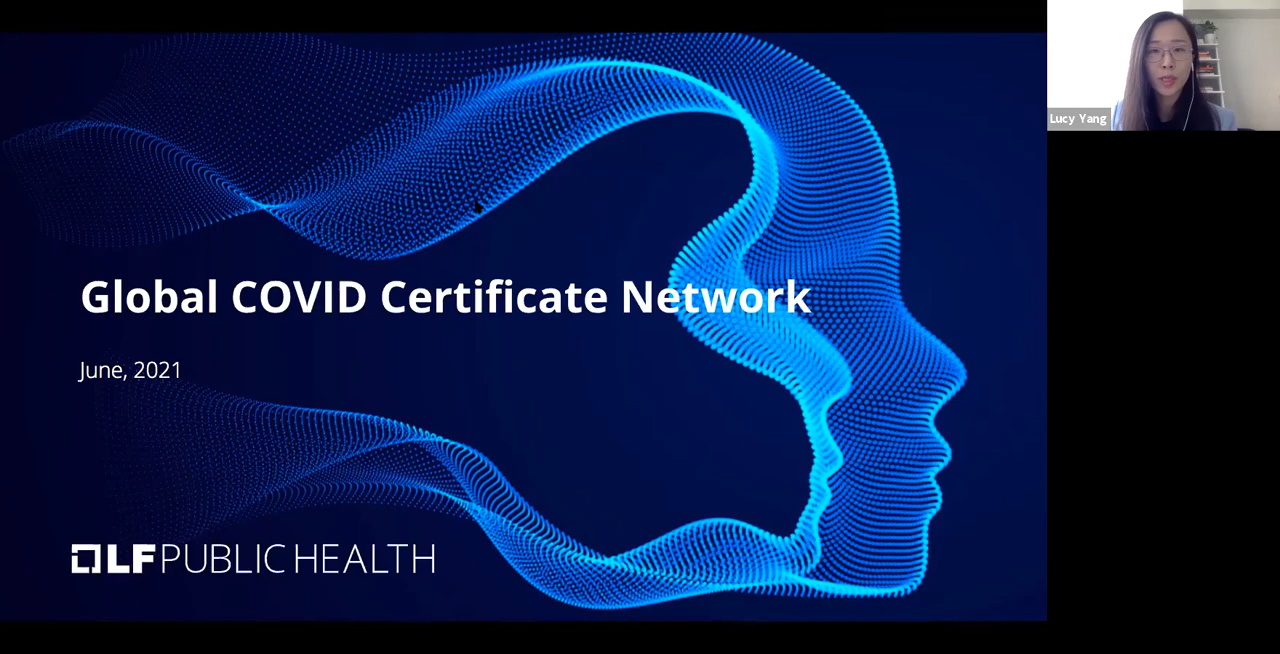 Global COVID Certificate Network
June, 2021
LF PUBLIC HEALTH
Lucy Yang